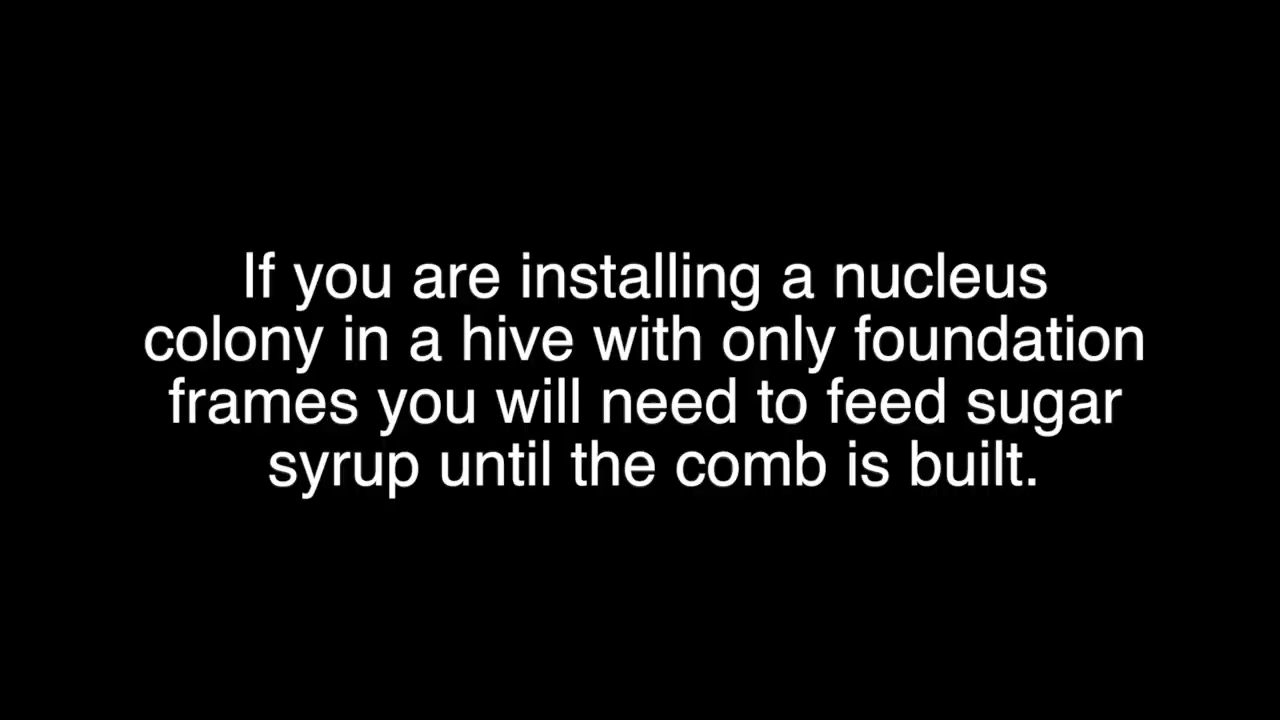 If you are installing a nucleus
colony in a hive with only foundation
frames you will need to feed sugar
syrup until the comb is built.